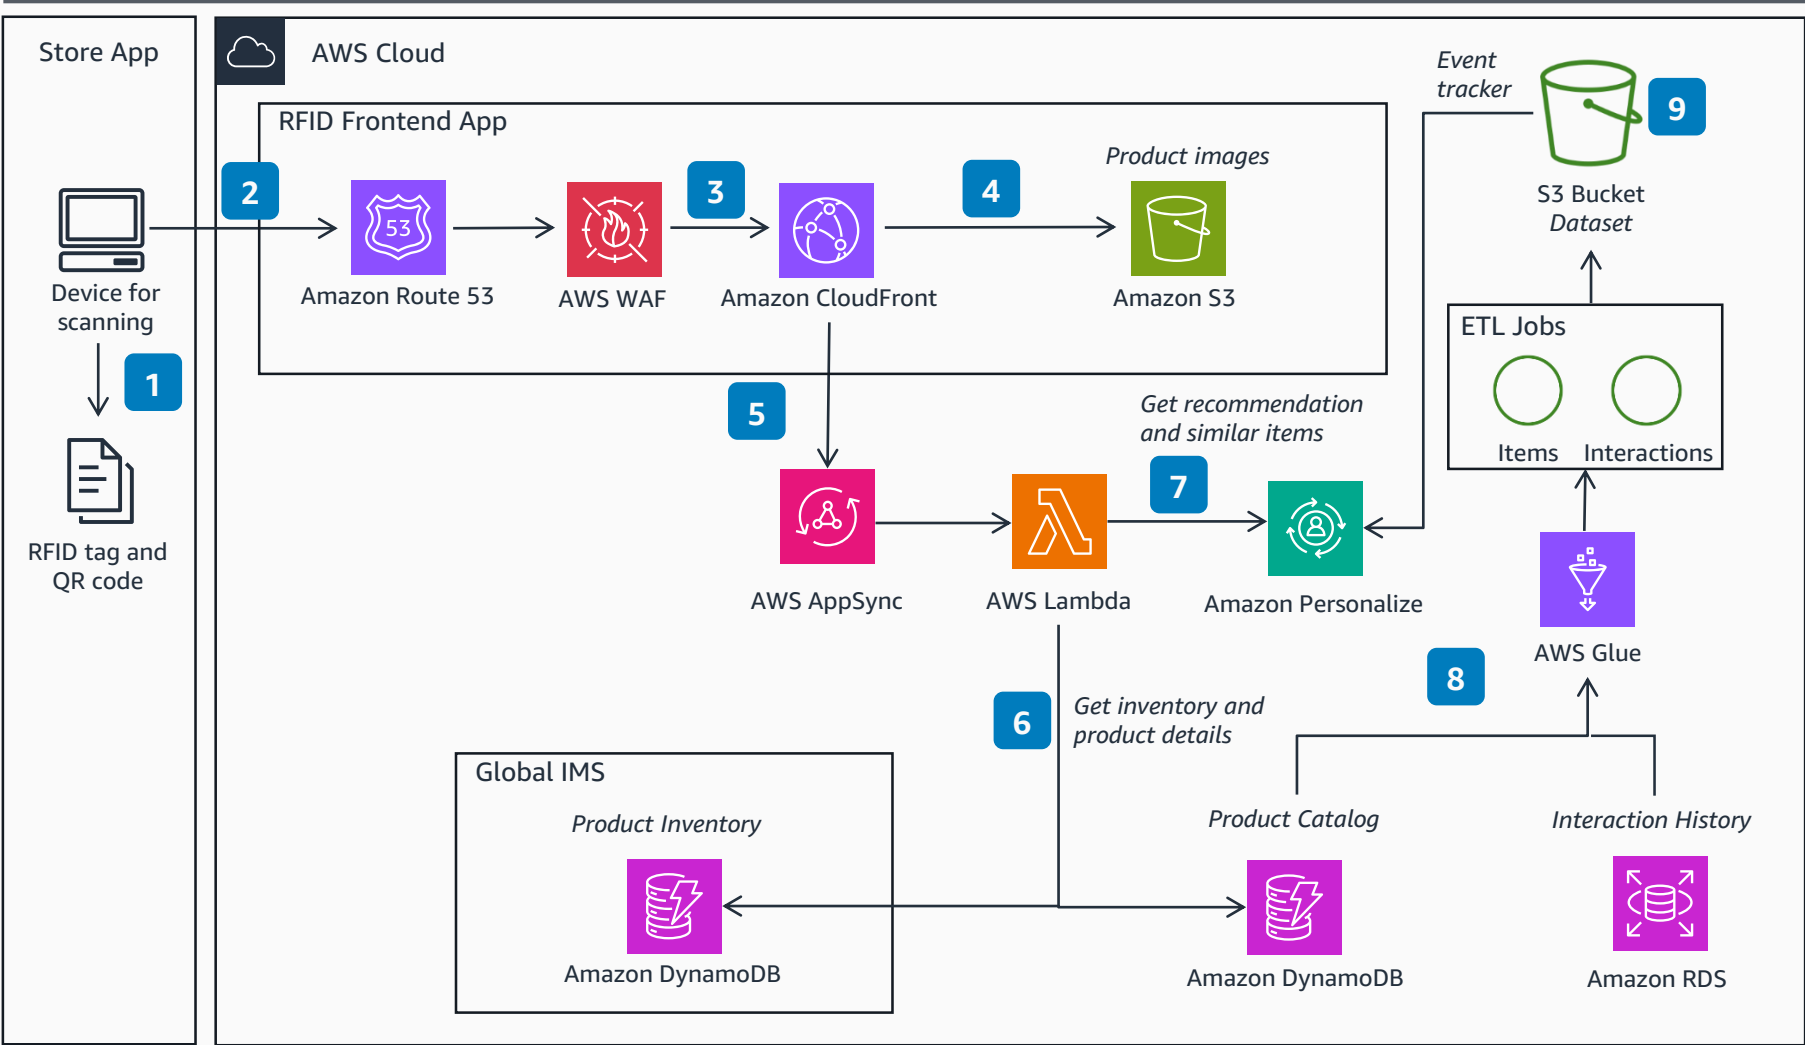 Store App
AWS Cloud
Event
tracker
9
RFID Frontend App
2
3
4
Product images
53
S3 Bucket
Dataset
Device for
scanning
Amazon Route 53
AWS WAF
Amazon CloudFront
Amazon S3
ETL Jobs
1
5
Get recommendation
and similar items
Items
Interactions
7
RFID tag and
QR code
AWS AppSync
AWS Lambda
Amazon Personalize
AWS Glue
8
6
Get inventory and
product details
Global IMS
Product Inventory
Product Catalog
Interaction History
Amazon DynamoDB
Amazon DynamoDB
Amazon RDS